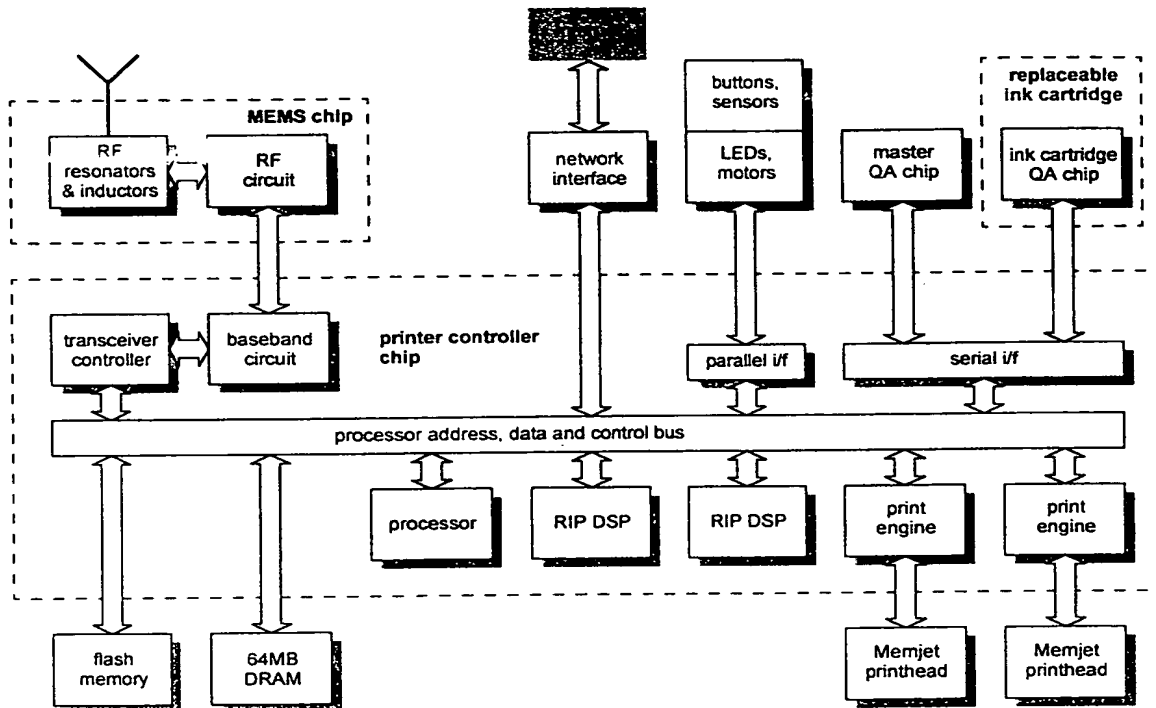 buttons,
sensors
replaceable
ink cartridge
MEMS chip
RF
resonators
& inductors
RF
circuit
network
interface
LEDs,
motors
master
QA chip
ink cartridge
QA chip
transceiver
controller
baseband
circuit
printer controller
chip
parallel i/f
serial i/f
processor address, data and control bus
processor
RIP DSP
RIP DSP
print
engine
print
engine
flash
memory
64MB
DRAM
Memjet
printhead
Memjet
printhead